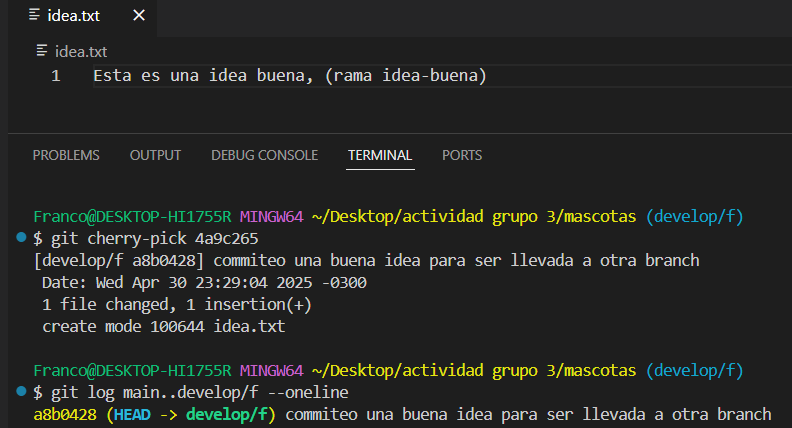 idea.txt
idea.txt
1 Esta es una idea buena, (rama idea-buena)
PROBLEMS OUTPUT DEBUG CONSOLE TERMINAL PORTS
Franco@DESKTOP-HI1755R MINGW64 ~/Desktop/actividad grupo 3/mascotas (develop/f)
$ git cherry-pick 4a9c265
[develop/f a8b0428] commiteo una buena idea para ser llevada a otra branch
Date: Wed Apr 30 23:29:04 2025 -0300
1 file changed, 1 insertion(+)
create mode 100644 idea.txt
Franco@DESKTOP-HI1755R MINGW64 ~/Desktop/actividad grupo 3/mascotas (develop/f)
$ git log main..develop/f --oneline
a8b0428 (HEAD -> develop/f) commiteo una buena idea para ser llevada a otra branch